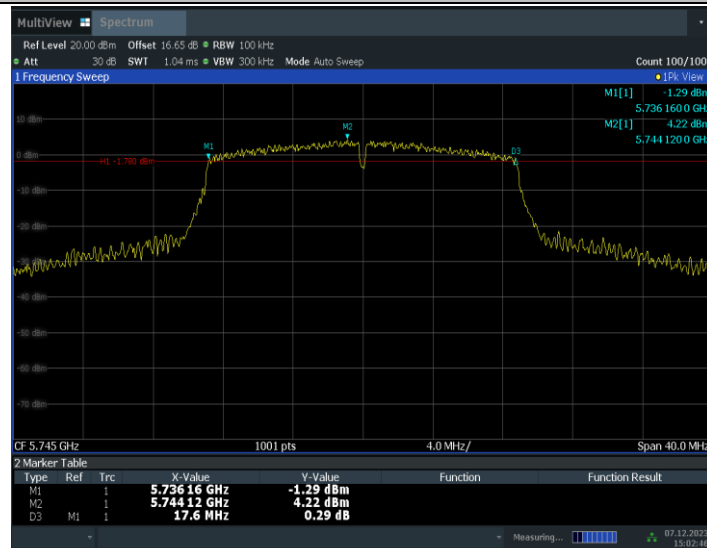 MultiView Spectrum
Ref Level 20.00 dBm Offset 16.65 dB RBW 100 kHz
Att 30 dB SWT 1.04 ms VBW 300 kHz Mode Auto Sweep Count 100/100
1 Frequency Sweep 1Pk View
M1[1] -1.29 dBm
5.736 160 0 GHz
M2[1] 4.22 dBm
5.744 120 0 GHz
10 dBm
M2
M1
D3
0 dBm
H1 -1.780 dBm
-10 dBm
-20 dBm
-30 dBm
-40 dBm
-50 dBm
-60 dBm
-70 dBm
CF 5.745 GHz 1001 pts 4.0 MHz/ Span 40.0 MHz
2 Marker Table
Type Ref Trc X-Value Y-Value Function Function Result
M1 1 5.736 16 GHz -1.29 dBm
M2 1 5.744 12 GHz 4.22 dBm
D3 M1 1 17.6 MHz 0.29 dB
Measuring... 07.12.2023
15:02:46